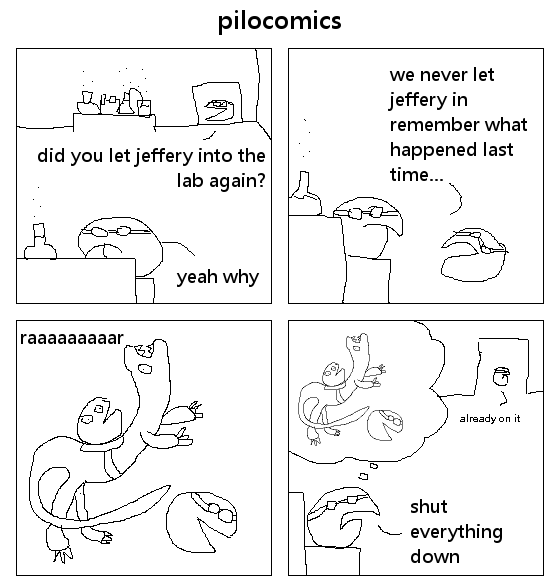 pilocomics
did you let jeffery into the
lab again?
yeah why
we never let
jeffery in
remember what
happened last
time...
raaaaaaaaar
already on it
shut
everything
down